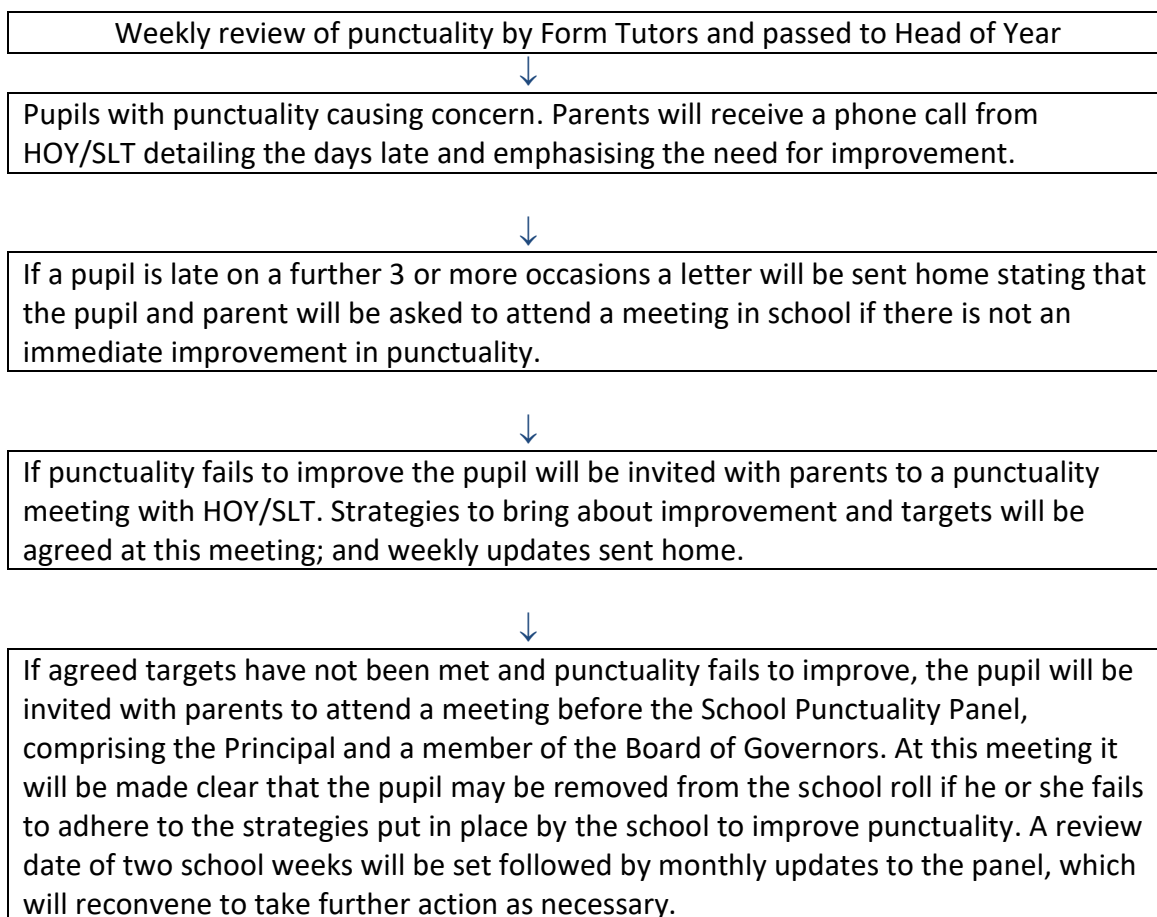 Weekly review of punctuality by Form Tutors and passed to Head of Year
↓
Pupils with punctuality causing concern. Parents will receive a phone call from
HOY/SLT detailing the days late and emphasising the need for improvement.
↓
If a pupil is late on a further 3 or more occasions a letter will be sent home stating that
the pupil and parent will be asked to attend a meeting in school if there is not an
immediate improvement in punctuality.
↓
If punctuality fails to improve the pupil will be invited with parents to a punctuality
meeting with HOY/SLT. Strategies to bring about improvement and targets will be
agreed at this meeting; and weekly updates sent home.
↓
If agreed targets have not been met and punctuality fails to improve, the pupil will be
invited with parents to attend a meeting before the School Punctuality Panel,
comprising the Principal and a member of the Board of Governors. At this meeting it
will be made clear that the pupil may be removed from the school roll if he or she fails
to adhere to the strategies put in place by the school to improve punctuality. A review
date of two school weeks will be set followed by monthly updates to the panel, which
will reconvene to take further action as necessary.